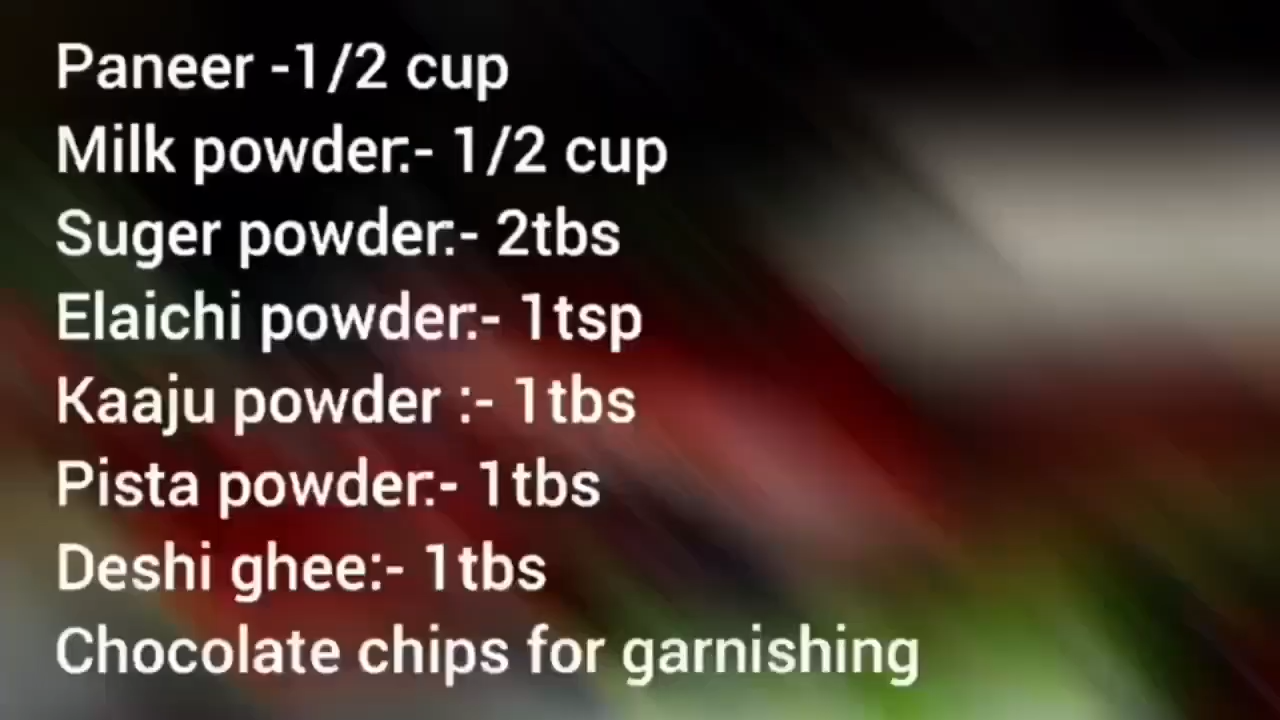 Paneer -1/2 cup
Milk powder:- 1/2 cup
Suger powder:- 2tbs
Elaichi powder:- 1tsp
Kaaju powder :- 1tbs
Pista powder:- 1tbs
Deshi ghee:- 1tbs
Chocolate chips for garnishing